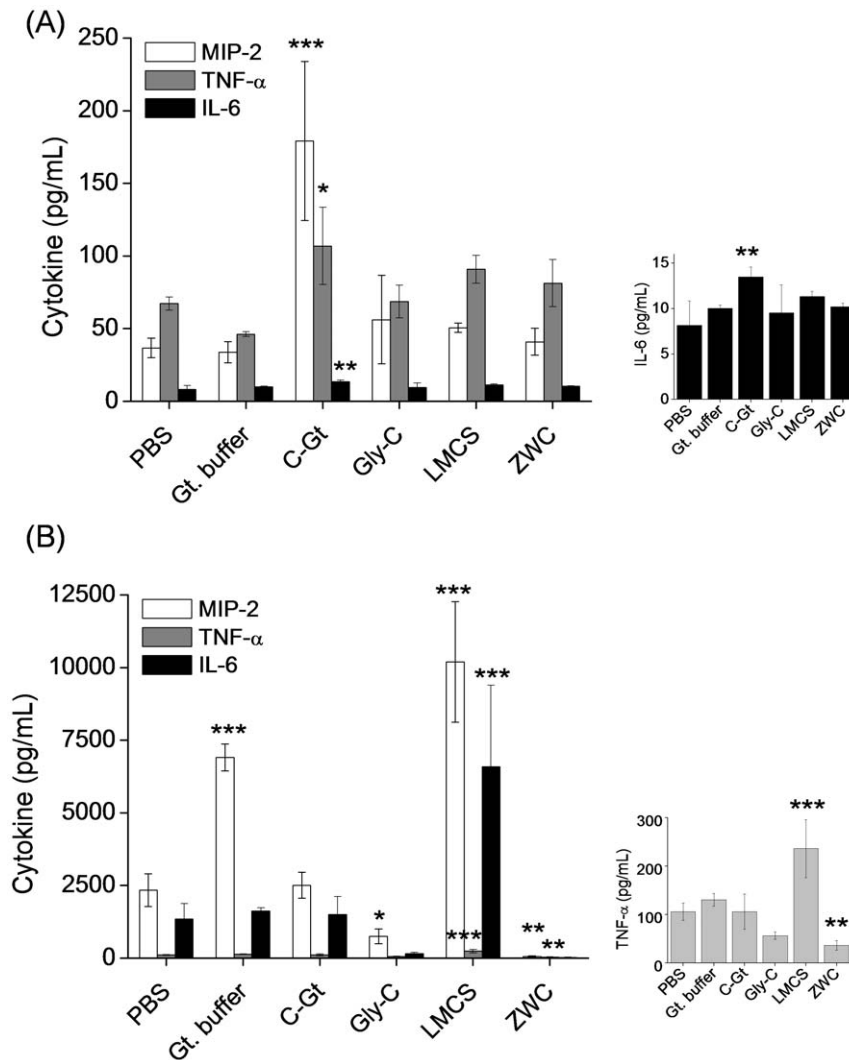 (A)
250
200
150
100
50
0
Cytokine (pg/mL)
MIP-2
TNF-α
IL-6
***
*
**
PBS
Gt. buffer
C-Gt
Gly-C
LMCS
ZWC
15
10
5
0
IL-6 (pg/mL)
**
PBS
Gt. buffer
C-Gt
Gly-C
LMCS
ZWC
(B)
12500
10000
7500
5000
2500
0
Cytokine (pg/mL)
MIP-2
TNF-α
IL-6
***
*
***
***
***
**
**
PBS
Gt. buffer
C-Gt
Gly-C
LMCS
ZWC
300
200
100
0
TNF-α (pg/mL)
***
**
PBS
Gt. buffer
C-Gt
Gly-C
LMCS
ZWC